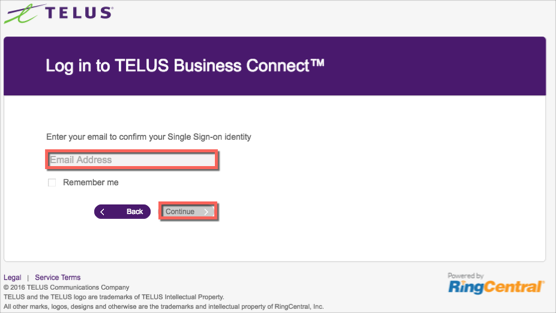 TELUS®
Log in to TELUS Business Connect™
Enter your email to confirm your Single Sign-on identity
Email Address
Remember me
Back
Continue
Legal | Service Terms
© 2016 TELUS Communications Company
TELUS and the TELUS logo are trademarks of TELUS Intellectual Property.
All other marks, logos, designs and otherwise are the trademarks and intellectual property of RingCentral, Inc.
Powered by
RingCentral®